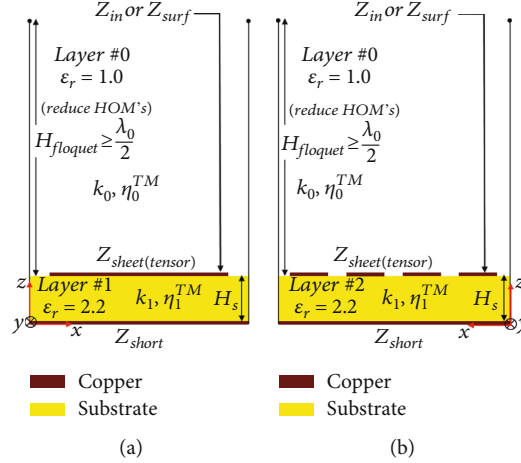 Z_in or Z_surf
Layer #0
ε_r = 1.0
(reduce HOM's)
H_floquet ≥ λ_0/2
k_0, η_0^TM
Z_sheet(tensor)
Layer #1
ε_r = 2.2
k_1, η_1^TM
H_s
z
y
x
Z_short
Copper
Substrate
(a)
Z_in or Z_surf
Layer #0
ε_r = 1.0
(reduce HOM's)
H_floquet ≥ λ_0/2
k_0, η_0^TM
Z_sheet(tensor)
Layer #2
ε_r = 2.2
k_1, η_1^TM
H_s
z
x
y
Z_short
Copper
Substrate
(b)